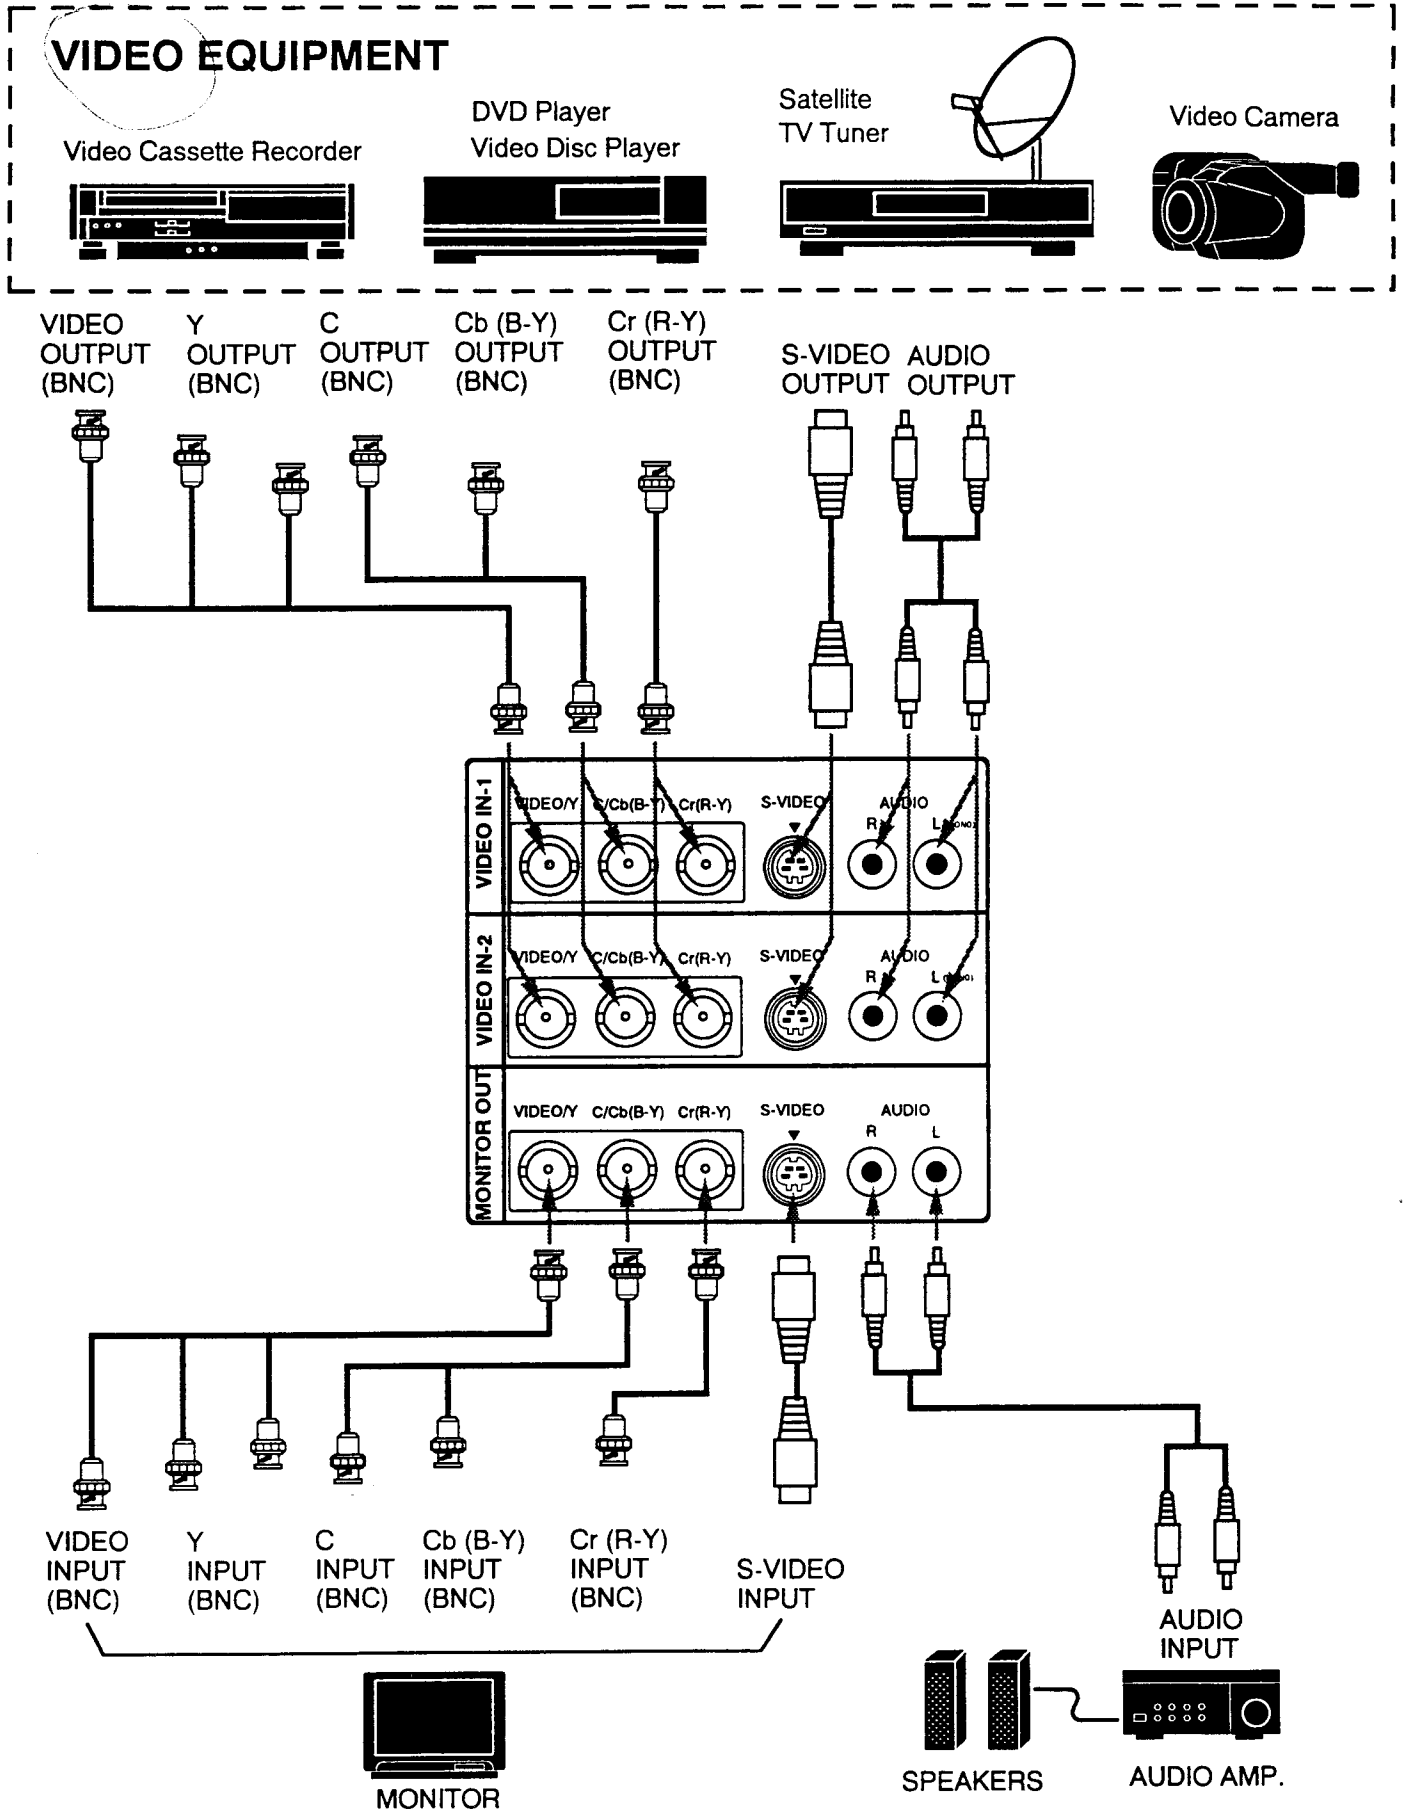 VIDEO EQUIPMENT
Video Cassette Recorder
DVD Player
Video Disc Player
Satellite
TV Tuner
Video Camera
VIDEO
OUTPUT
(BNC)
Y
OUTPUT
(BNC)
C
OUTPUT
(BNC)
Cb (B-Y)
OUTPUT
(BNC)
Cr (R-Y)
OUTPUT
(BNC)
S-VIDEO
OUTPUT
AUDIO
OUTPUT
VIDEO IN-1
VIDEO/Y
C/Cb(B-Y)
Cr(R-Y)
S-VIDEO
AUDIO
R
L (MONO)
VIDEO IN-2
VIDEO/Y
C/Cb(B-Y)
Cr(R-Y)
S-VIDEO
AUDIO
R
L (MONO)
MONITOR OUT
VIDEO/Y
C/Cb(B-Y)
Cr(R-Y)
S-VIDEO
AUDIO
R
L
VIDEO
INPUT
(BNC)
Y
INPUT
(BNC)
C
INPUT
(BNC)
Cb (B-Y)
INPUT
(BNC)
Cr (R-Y)
INPUT
(BNC)
S-VIDEO
INPUT
AUDIO
INPUT
MONITOR
SPEAKERS
AUDIO AMP.